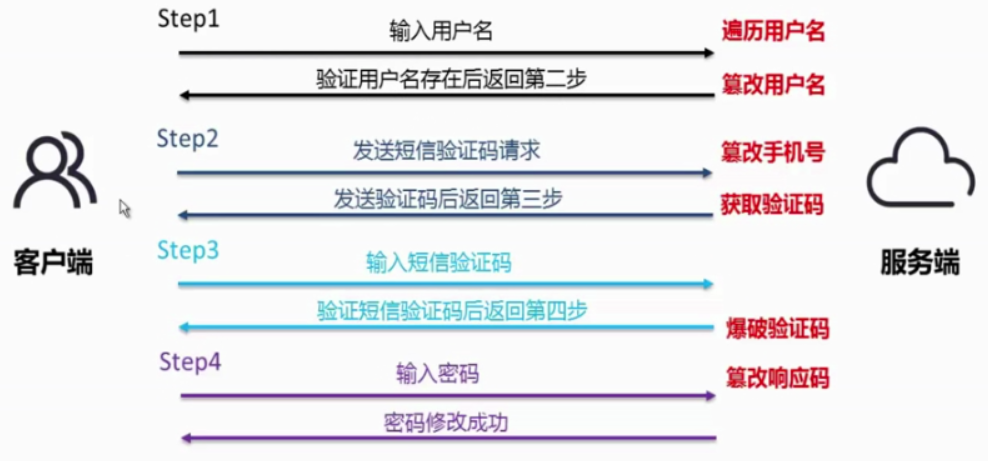 Step1
输入用户名
遍历用户名
验证用户名存在后返回第二步
篡改用户名
Step2
发送短信验证码请求
篡改手机号
发送验证码后返回第三步
获取验证码
客户端
服务端
Step3
输入短信验证码
验证短信验证码后返回第四步
爆破验证码
Step4
输入密码
篡改响应码
密码修改成功